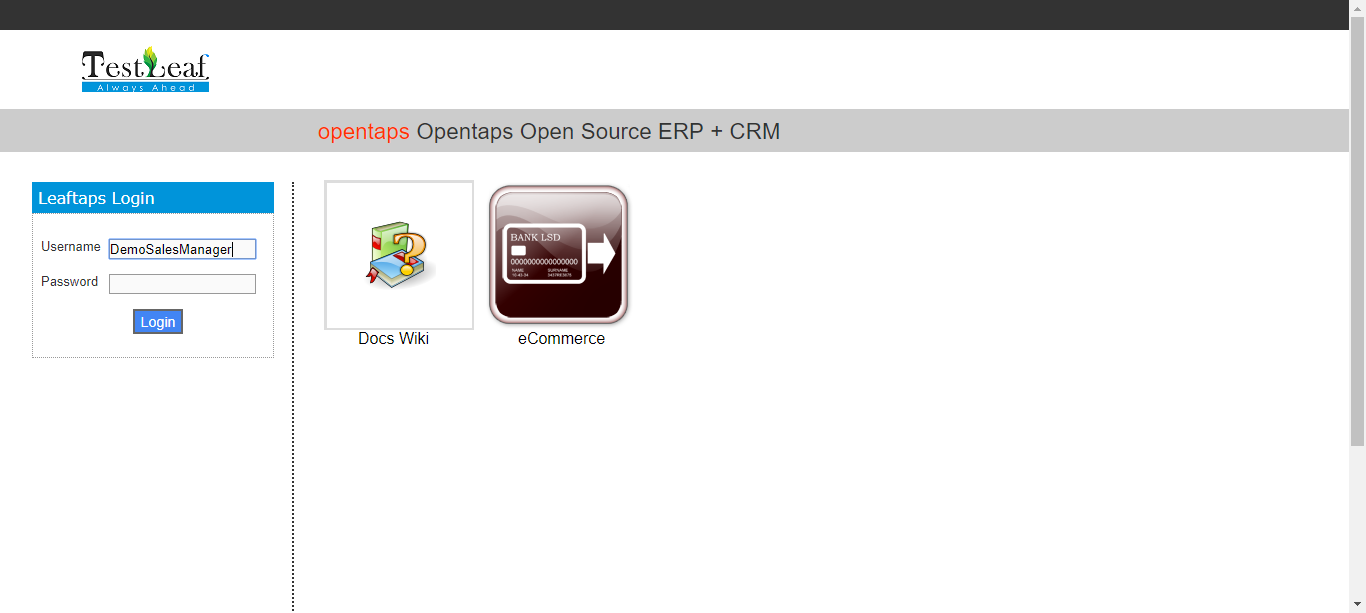 TestLeaf
Always Ahead
opentaps Opentaps Open Source ERP + CRM
Leaftaps Login
Username DemoSalesManager
Password
Login
BANK LSD
0000000000000000
NAME SURNAME
Docs Wiki
eCommerce